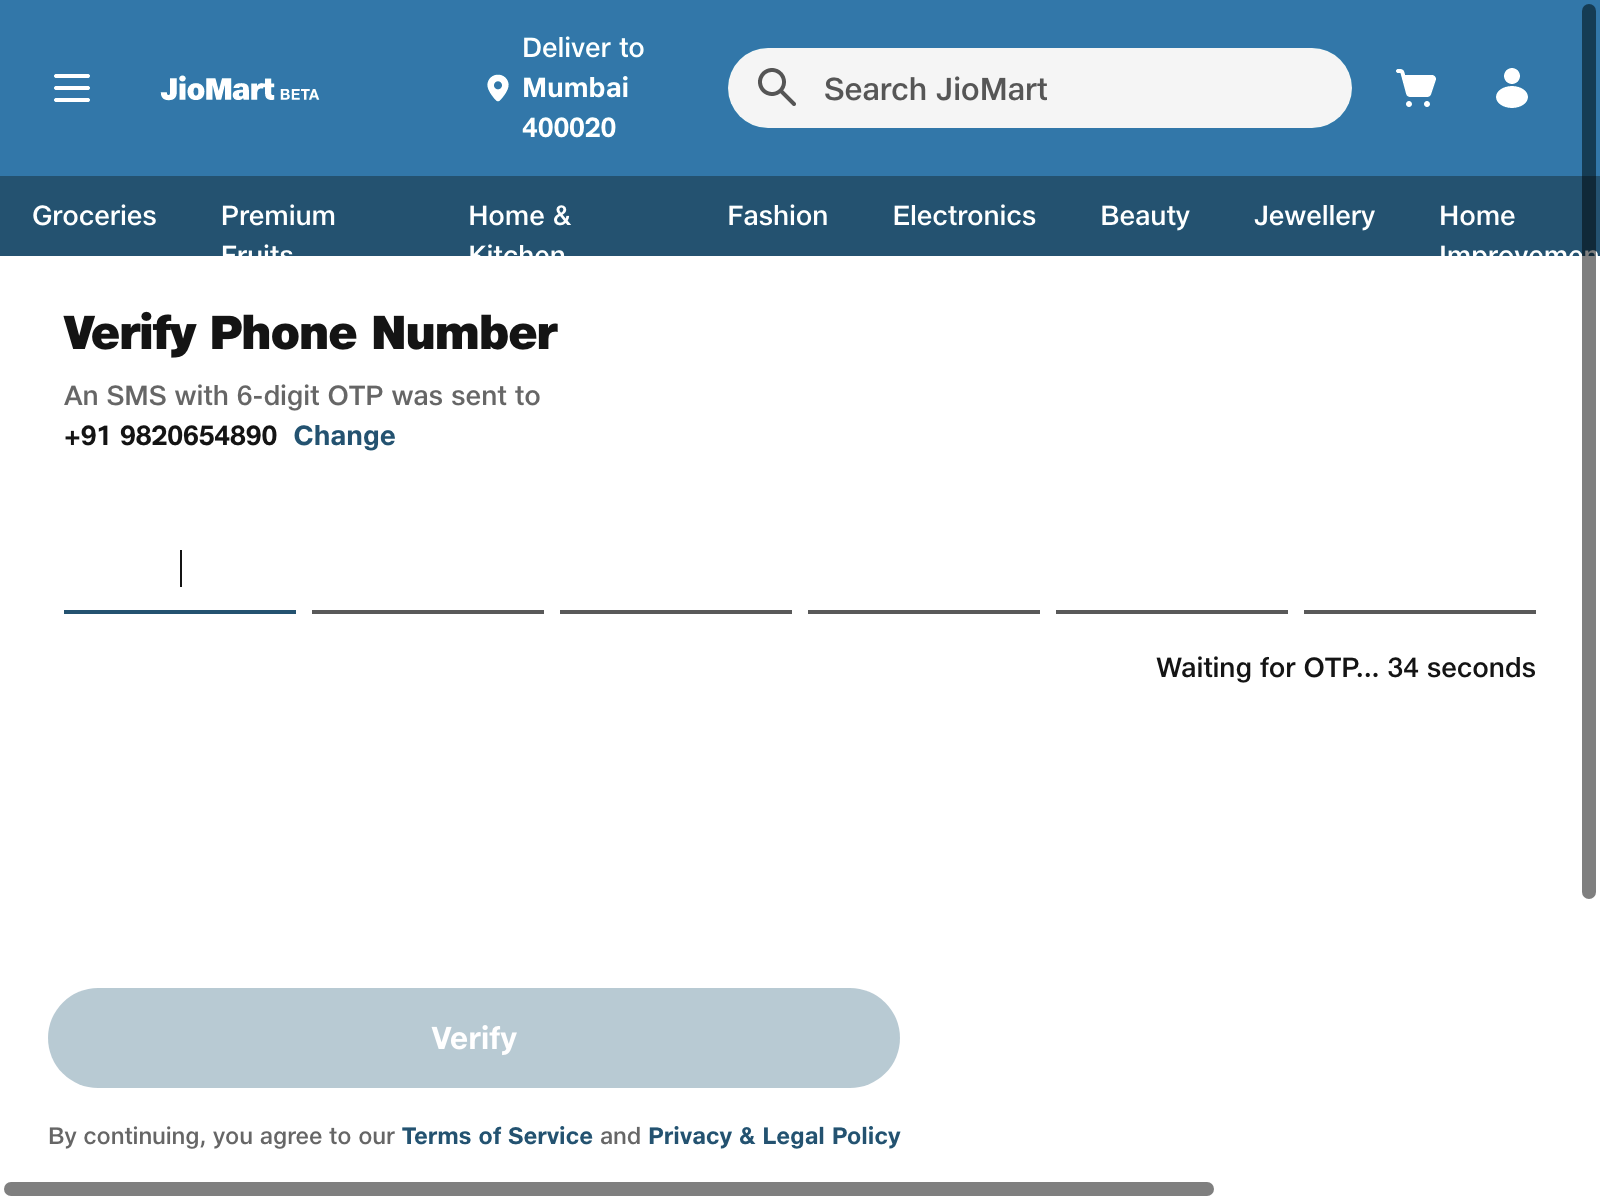 Deliver to
Mumbai
400020
JioMart BETA
Search JioMart
Groceries
Premium
Fruits
Home &
Kitchen
Fashion
Electronics
Beauty
Jewellery
Home
Improvemen
Verify Phone Number
An SMS with 6-digit OTP was sent to
+91 9820654890 Change
Waiting for OTP... 34 seconds
Verify
By continuing, you agree to our Terms of Service and Privacy & Legal Policy